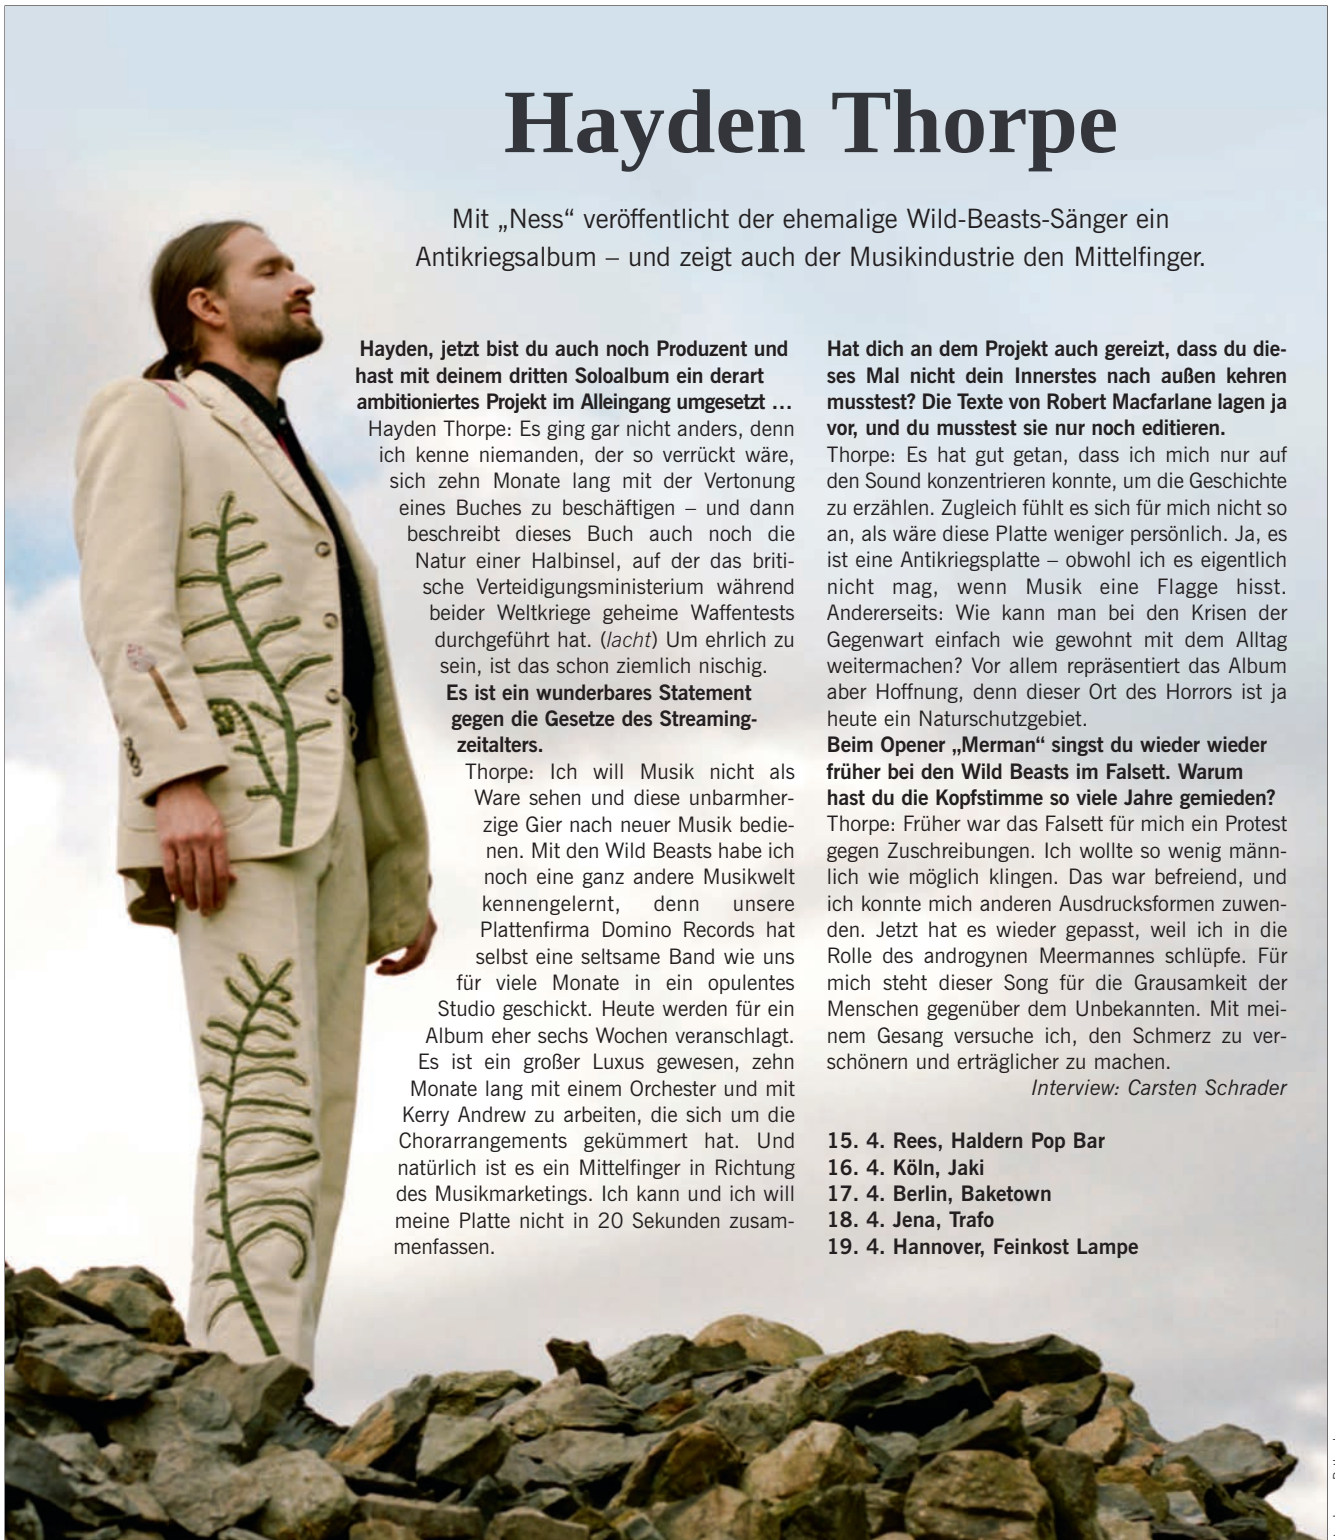 Hayden Thorpe
Mit „Ness“ veröffentlicht der ehemalige Wild-Beasts-Sänger ein
Antikriegsalbum – und zeigt auch der Musikindustrie den Mittelfinger.
Hayden, jetzt bist du auch noch Produzent und
hast mit deinem dritten Soloalbum ein derart
ambitioniertes Projekt im Alleingang umgesetzt …
Hayden Thorpe: Es ging gar nicht anders, denn
ich kenne niemanden, der so verrückt wäre,
sich zehn Monate lang mit der Vertonung
eines Buches zu beschäftigen – und dann
beschreibt dieses Buch auch noch die
Natur einer Halbinsel, auf der das briti-
sche Verteidigungsministerium während
beider Weltkriege geheime Waffentests
durchgeführt hat. (lacht) Um ehrlich zu
sein, ist das schon ziemlich nischig.
Es ist ein wunderbares Statement
gegen die Gesetze des Streaming-
zeitalters.
Thorpe: Ich will Musik nicht als
Ware sehen und diese unbarmher-
zige Gier nach neuer Musik bedie-
nen. Mit den Wild Beasts habe ich
noch eine ganz andere Musikwelt
kennengelernt, denn unsere
Plattenfirma Domino Records hat
selbst eine seltsame Band wie uns
für viele Monate in ein opulentes
Studio geschickt. Heute werden für ein
Album eher sechs Wochen veranschlagt.
Es ist ein großer Luxus gewesen, zehn
Monate lang mit einem Orchester und mit
Kerry Andrew zu arbeiten, die sich um die
Chorarrangements gekümmert hat. Und
natürlich ist es ein Mittelfinger in Richtung
des Musikmarketings. Ich kann und ich will
meine Platte nicht in 20 Sekunden zusam-
menfassen.
Hat dich an dem Projekt auch gereizt, dass du die-
ses Mal nicht dein Innerstes nach außen kehren
musstest? Die Texte von Robert Macfarlane lagen ja
vor, und du musstest sie nur noch editieren.
Thorpe: Es hat gut getan, dass ich mich nur auf
den Sound konzentrieren konnte, um die Geschichte
zu erzählen. Zugleich fühlt es sich für mich nicht so
an, als wäre diese Platte weniger persönlich. Ja, es
ist eine Antikriegsplatte – obwohl ich es eigentlich
nicht mag, wenn Musik eine Flagge hisst.
Andererseits: Wie kann man bei den Krisen der
Gegenwart einfach wie gewohnt mit dem Alltag
weitermachen? Vor allem repräsentiert das Album
aber Hoffnung, denn dieser Ort des Horrors ist ja
heute ein Naturschutzgebiet.
Beim Opener „Merman“ singst du wieder wieder
früher bei den Wild Beasts im Falsett. Warum
hast du die Kopfstimme so viele Jahre gemieden?
Thorpe: Früher war das Falsett für mich ein Protest
gegen Zuschreibungen. Ich wollte so wenig männ-
lich wie möglich klingen. Das war befreiend, und
ich konnte mich anderen Ausdrucksformen zuwen-
den. Jetzt hat es wieder gepasst, weil ich in die
Rolle des androgynen Meermannes schlüpfe. Für
mich steht dieser Song für die Grausamkeit der
Menschen gegenüber dem Unbekannten. Mit mei-
nem Gesang versuche ich, den Schmerz zu ver-
schönern und erträglicher zu machen.
Interview: Carsten Schrader
15. 4. Rees, Haldern Pop Bar
16. 4. Köln, Jaki
17. 4. Berlin, Baketown
18. 4. Jena, Trafo
19. 4. Hannover, Feinkost Lampe